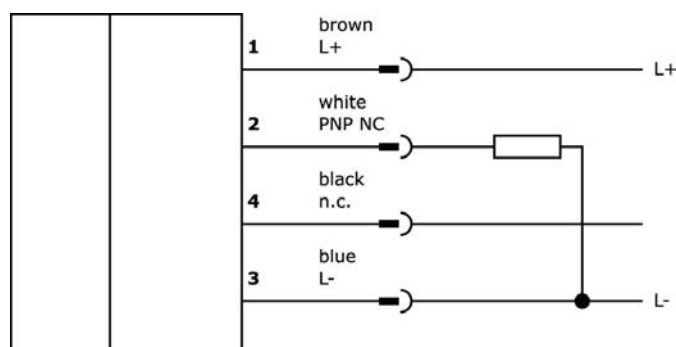 brown
1 L+
L+
white
2 PNP NC
black
4 n.c.
blue
3 L-
L-